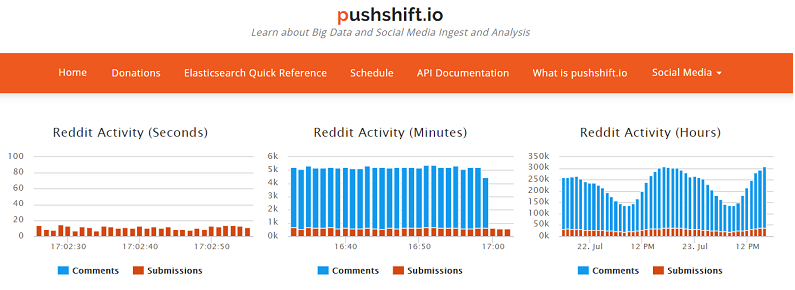 pushshift.io
Learn about Big Data and Social Media Ingest and Analysis
Home Donations Elasticsearch Quick Reference Schedule API Documentation What is pushshift.io Social Media
Reddit Activity (Seconds)
100
80
60
40
20
0
17:02:30 17:02:40 17:02:50
Comments Submissions
Reddit Activity (Minutes)
6k
5k
4k
3k
2k
1k
0k
16:40 16:50 17:00
Comments Submissions
Reddit Activity (Hours)
350k
300k
250k
200k
150k
100k
50k
0k
22. Jul 12 PM 23. Jul 12 PM
Comments Submissions